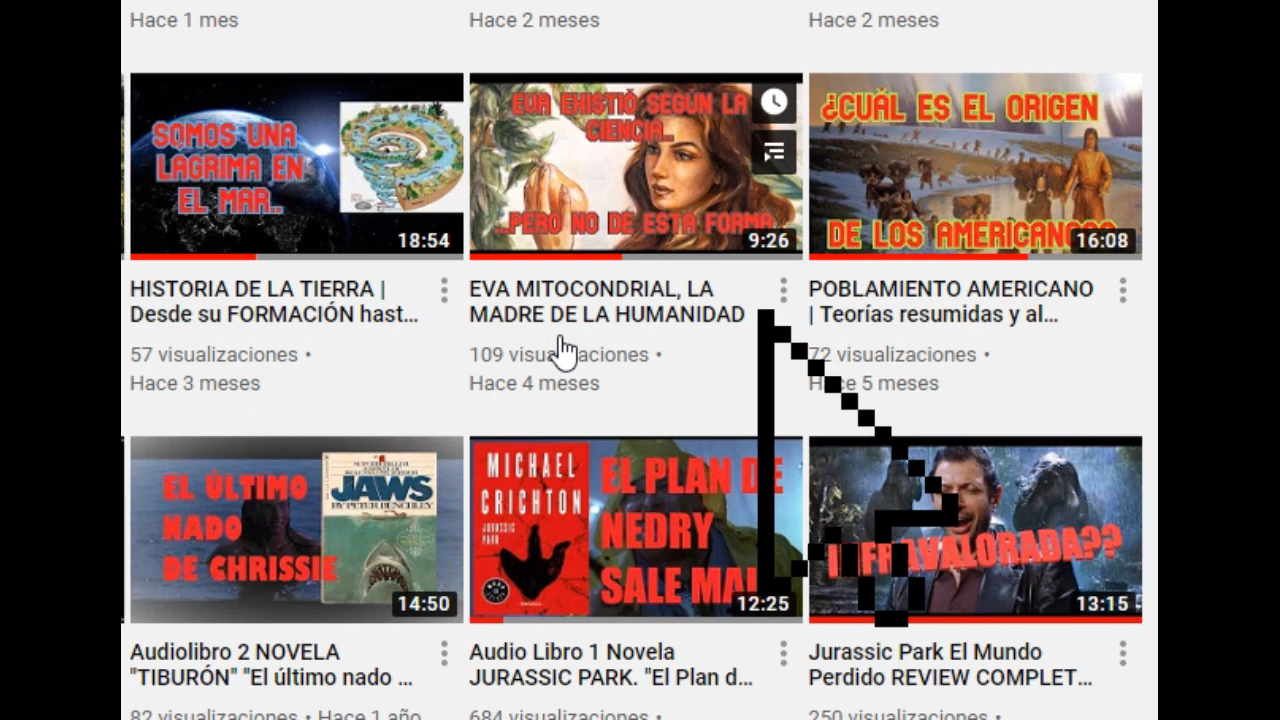 Hace 1 mes
Hace 2 meses
Hace 2 meses
SOMOS UNA
LAGRIMA EN
EL MAR..
18:54
EVA EXISTIÓ SEGÚN LA
CIENCIA..
...PERO NO DE ESTA FORMA
9:26
¿CUÁL ES EL ORIGEN
DE LOS AMERICANOS??
16:08
HISTORIA DE LA TIERRA |
Desde su FORMACIÓN hast...
57 visualizaciones •
Hace 3 meses
EVA MITOCONDRIAL, LA
MADRE DE LA HUMANIDAD
109 visualizaciones •
Hace 4 meses
POBLAMIENTO AMERICANO
| Teorías resumidas y al...
72 visualizaciones •
Hace 5 meses
EL ÚLTIMO
NADO
DE CHRISSIE
JAWS
BY PETER BENCHLEY
14:50
MICHAEL
CRICHTON
JURASSIC
PARK
EL PLAN DE
NEDRY
SALE MAL
12:25
INFRAVALORADA??
13:15
Audiolibro 2 NOVELA
"TIBURÓN" "El último nado ...
82 visualizaciones • Hace 1 año
Audio Libro 1 Novela
JURASSIC PARK. "El Plan d...
684 visualizaciones •
Jurassic Park El Mundo
Perdido REVIEW COMPLET...
250 visualizaciones •